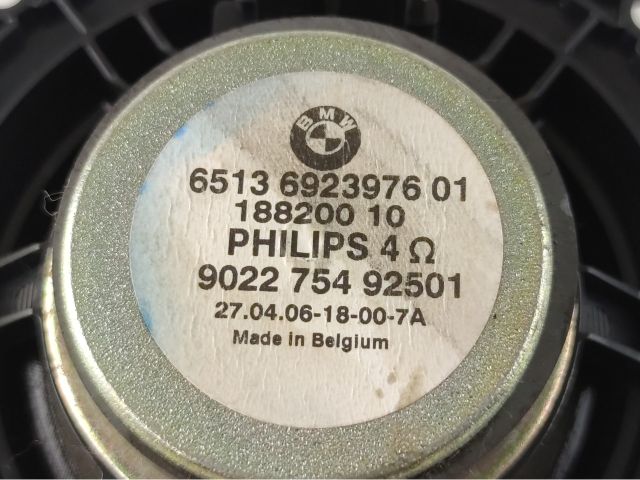 BMW
6513 6923976 01
188200 10
PHILIPS 4 Ω
9022 754 92501
27.04.06-18-00-7A
Made in Belgium